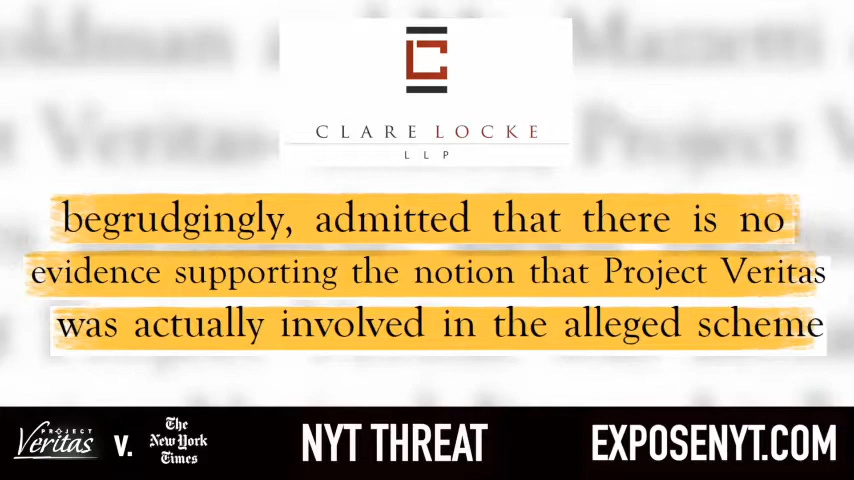 CLARE LOCKE
LLP
begrudgingly, admitted that there is no
evidence supporting the notion that Project Veritas
was actually involved in the alleged scheme
PROJECT
Veritas
v.
The
New York
Times
NYT THREAT
EXPOSENYT.COM